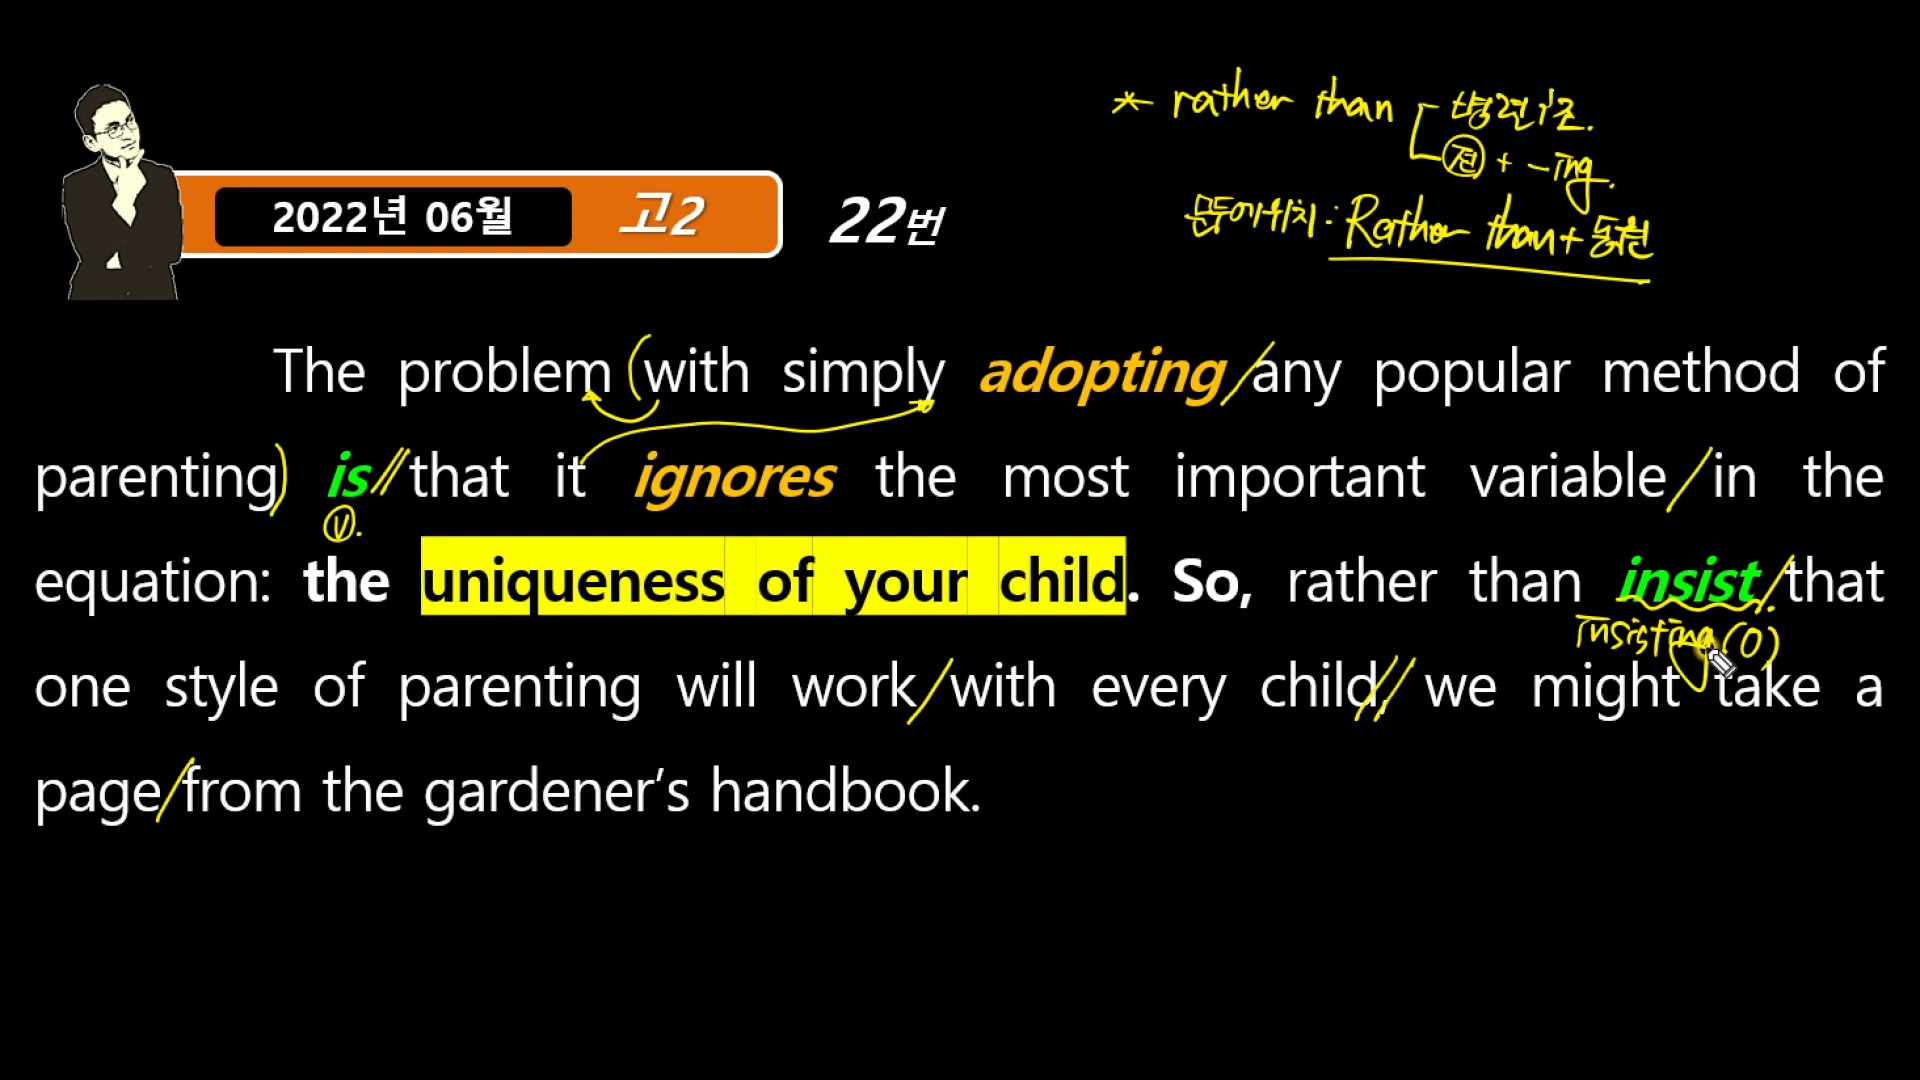 * rather than 병렬구조.
전 + -ing.
문두에위치 : Rather than + 동원
2022년 06월 고2 22번
The problem (with simply adopting / any popular method of
parenting) is // that it ignores the most important variable / in the
V.
equation: the uniqueness of your child. So, rather than insist / that
insisting (O)
one style of parenting will work / with every child, // we might take a
page / from the gardener's handbook.